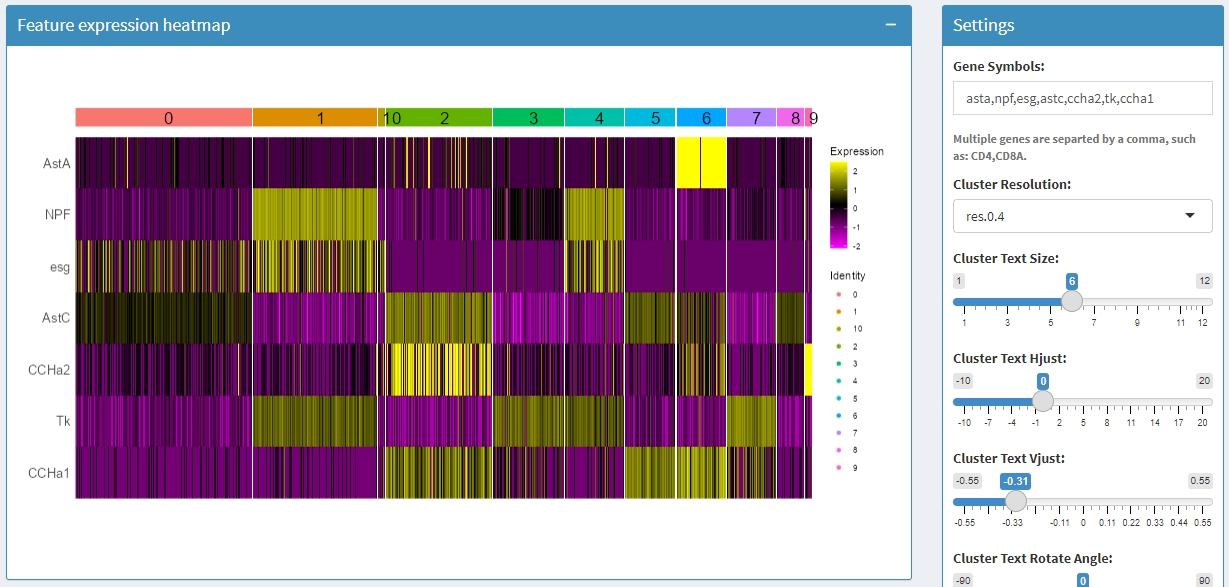 Feature expression heatmap
−
0 1 10 2 3 4 5 6 7 8 9
AstA
NPF
esg
AstC
CCHa2
Tk
CCHa1
Expression
2
1
0
-1
-2
Identity
0
1
10
2
3
4
5
6
7
8
9
Settings
Gene Symbols:
asta,npf,esg,astc,ccha2,tk,ccha1
Multiple genes are separted by a comma, such
as: CD4,CD8A.
Cluster Resolution:
res.0.4
Cluster Text Size:
1 6 12
1 3 5 7 9 11 12
Cluster Text Hjust:
-10 0 20
-10 -7 -4 -1 2 5 8 11 14 17 20
Cluster Text Vjust:
-0.55 -0.31 0.55
-0.55 -0.33 -0.11 0 0.11 0.22 0.33 0.44 0.55
Cluster Text Rotate Angle:
-90 0 90